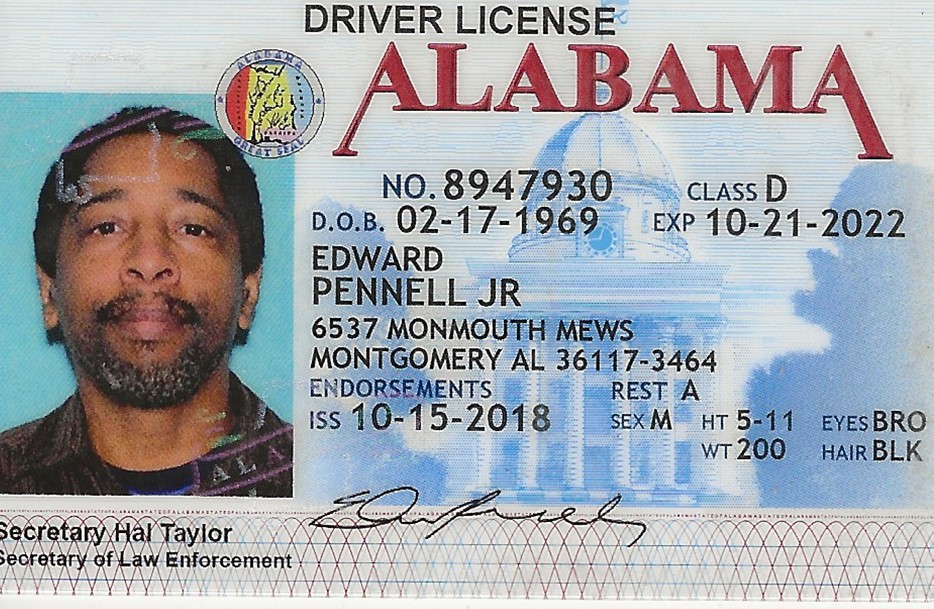 DRIVER LICENSE
ALABAMA
ALABAMA
GREAT SEAL
NO. 8947930 CLASS D
D.O.B. 02-17-1969 EXP 10-21-2022
EDWARD
PENNELL JR
6537 MONMOUTH MEWS
MONTGOMERY AL 36117-3464
ENDORSEMENTS REST A
ISS 10-15-2018 SEX M HT 5-11 EYES BRO
WT 200 HAIR BLK
ALA
Secretary Hal Taylor
Secretary of Law Enforcement